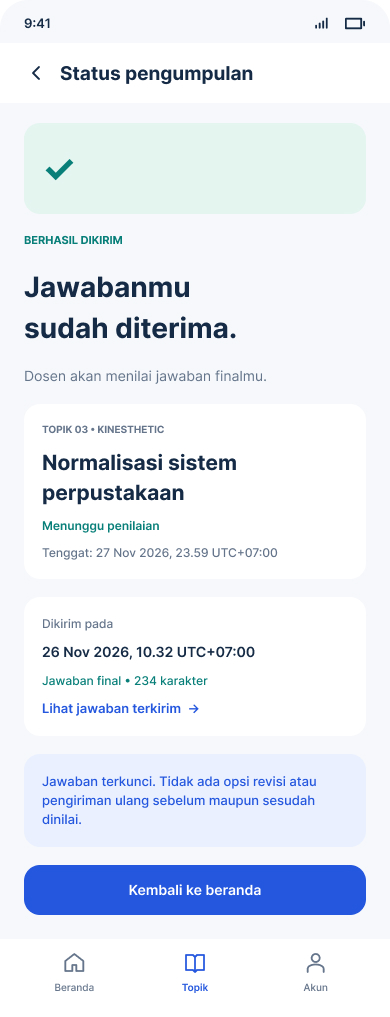 9:41
Status pengumpulan
BERHASIL DIKIRIM
Jawabanmu
sudah diterima.
Dosen akan menilai jawaban finalmu.
TOPIK 03 • KINESTHETIC
Normalisasi sistem
perpustakaan
Menunggu penilaian
Tenggat: 27 Nov 2026, 23.59 UTC+07:00
Dikirim pada
26 Nov 2026, 10.32 UTC+07:00
Jawaban final • 234 karakter
Lihat jawaban terkirim →
Jawaban terkunci. Tidak ada opsi revisi atau
pengiriman ulang sebelum maupun sesudah
dinilai.
Kembali ke beranda
Beranda
Topik
Akun